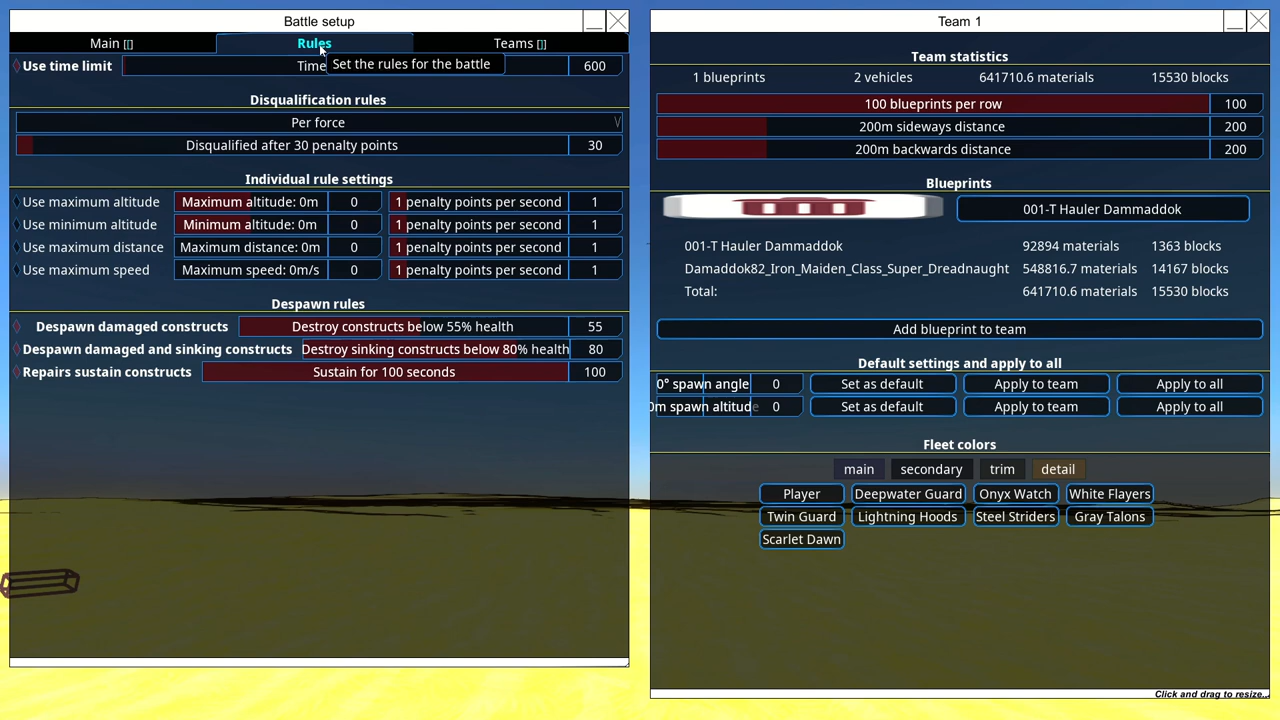 Battle setup
Main [[]
Rules
Teams []]
Set the rules for the battle
Use time limit
Time
600
Disqualification rules
Per force
Disqualified after 30 penalty points
30
Individual rule settings
Use maximum altitude
Maximum altitude: 0m
0
1 penalty points per second
1
Use minimum altitude
Minimum altitude: 0m
0
1 penalty points per second
1
Use maximum distance
Maximum distance: 0m
0
1 penalty points per second
1
Use maximum speed
Maximum speed: 0m/s
0
1 penalty points per second
1
Despawn rules
Despawn damaged constructs
Destroy constructs below 55% health
55
Despawn damaged and sinking constructs
Destroy sinking constructs below 80% health
80
Repairs sustain constructs
Sustain for 100 seconds
100
Team 1
Team statistics
1 blueprints
2 vehicles
641710.6 materials
15530 blocks
100 blueprints per row
100
200m sideways distance
200
200m backwards distance
200
Blueprints
001-T Hauler Dammaddok
001-T Hauler Dammaddok
92894 materials
1363 blocks
Damaddok82_Iron_Maiden_Class_Super_Dreadnaught
548816.7 materials
14167 blocks
Total:
641710.6 materials
15530 blocks
Add blueprint to team
Default settings and apply to all
0° spawn angle
0
Set as default
Apply to team
Apply to all
0m spawn altitude
0
Set as default
Apply to team
Apply to all
Fleet colors
main
secondary
trim
detail
Player
Deepwater Guard
Onyx Watch
White Flayers
Twin Guard
Lightning Hoods
Steel Striders
Gray Talons
Scarlet Dawn
Click and drag to resize...